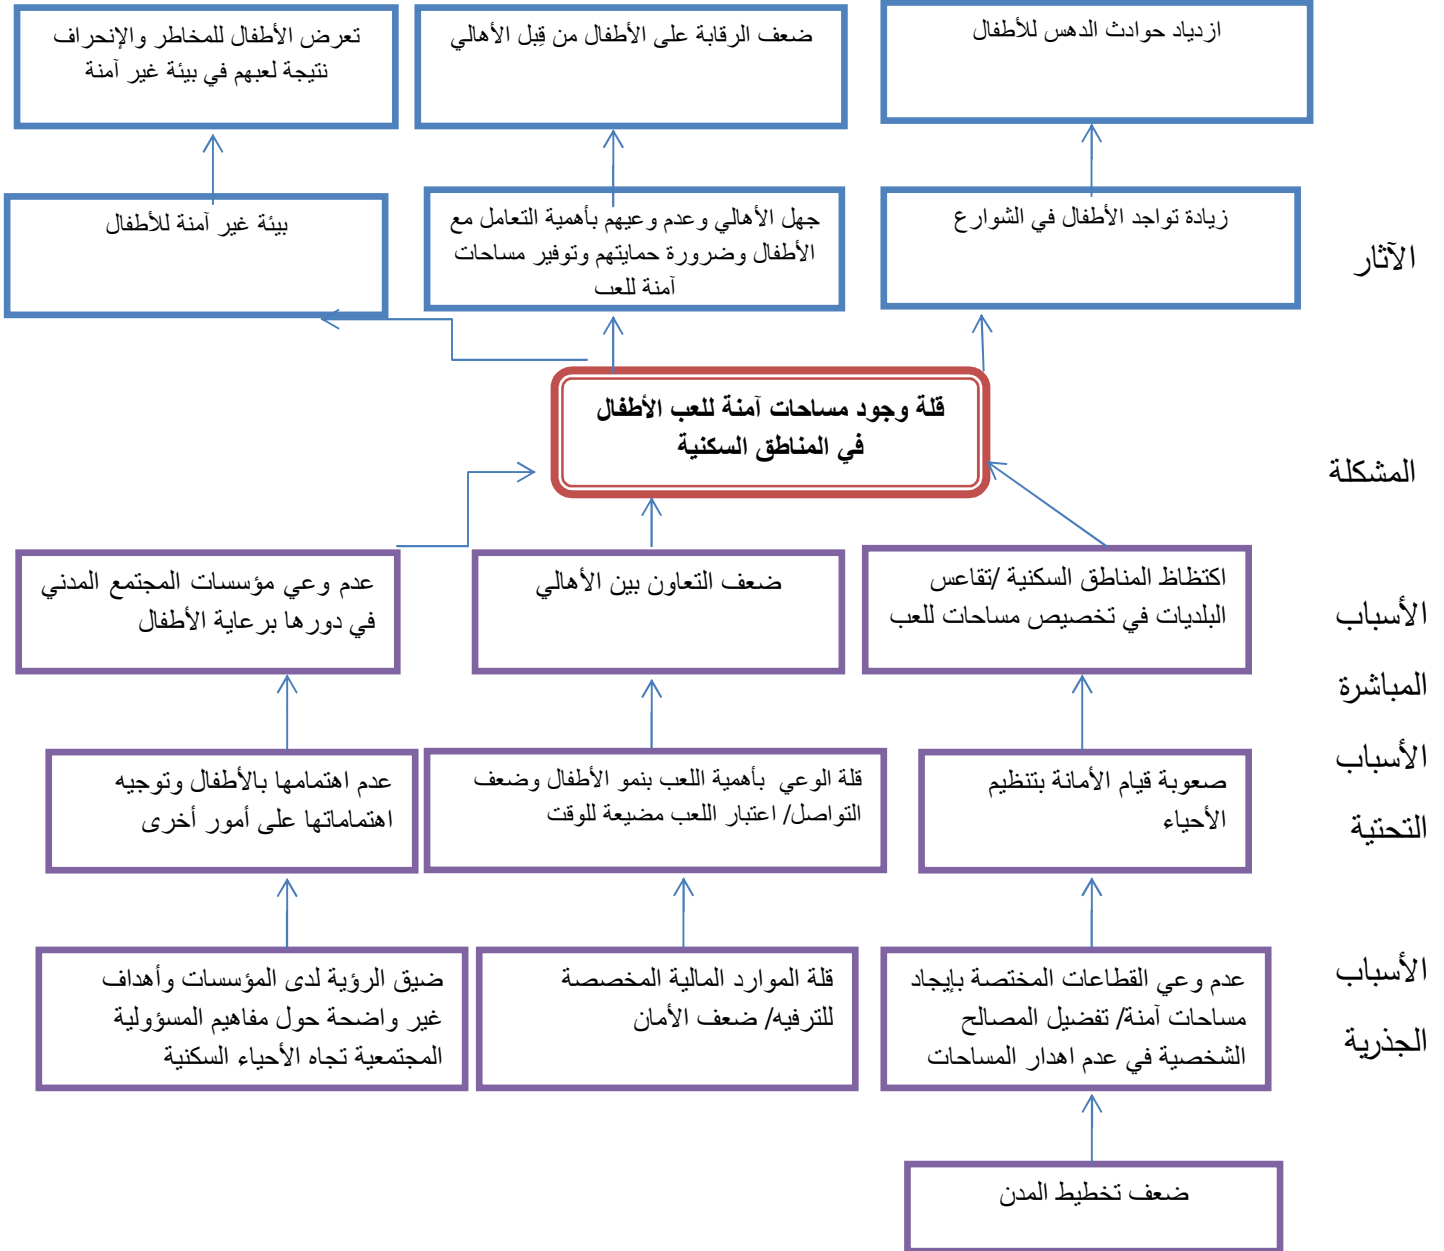 ازدياد حوادث الدهس للأطفال
ضعف الرقابة على الأطفال من قِبل الأهالي
تعرض الأطفال للمخاطر والإنحراف
نتيجة لعبهم في بيئة غير آمنة
الآثار
زيادة تواجد الأطفال في الشوارع
جهل الأهالي وعدم وعيهم بأهمية التعامل مع
الأطفال وضرورة حمايتهم وتوفير مساحات
آمنة للعب
بيئة غير آمنة للأطفال
المشكلة
قلة وجود مساحات آمنة للعب الأطفال
في المناطق السكنية
الأسباب
المباشرة
اكتظاظ المناطق السكنية /تقاعس
البلديات في تخصيص مساحات للعب
ضعف التعاون بين الأهالي
عدم وعي مؤسسات المجتمع المدني
في دورها برعاية الأطفال
الأسباب
التحتية
صعوبة قيام الأمانة بتنظيم
الأحياء
قلة الوعي بأهمية اللعب بنمو الأطفال وضعف
التواصل/ اعتبار اللعب مضيعة للوقت
عدم اهتمامها بالأطفال وتوجيه
اهتماماتها على أمور أخرى
الأسباب
الجذرية
عدم وعي القطاعات المختصة بإيجاد
مساحات آمنة/ تفضيل المصالح
الشخصية في عدم اهدار المساحات
قلة الموارد المالية المخصصة
للترفيه/ ضعف الأمان
ضيق الرؤية لدى المؤسسات وأهداف
غير واضحة حول مفاهيم المسؤولية
المجتمعية تجاه الأحياء السكنية
ضعف تخطيط المدن